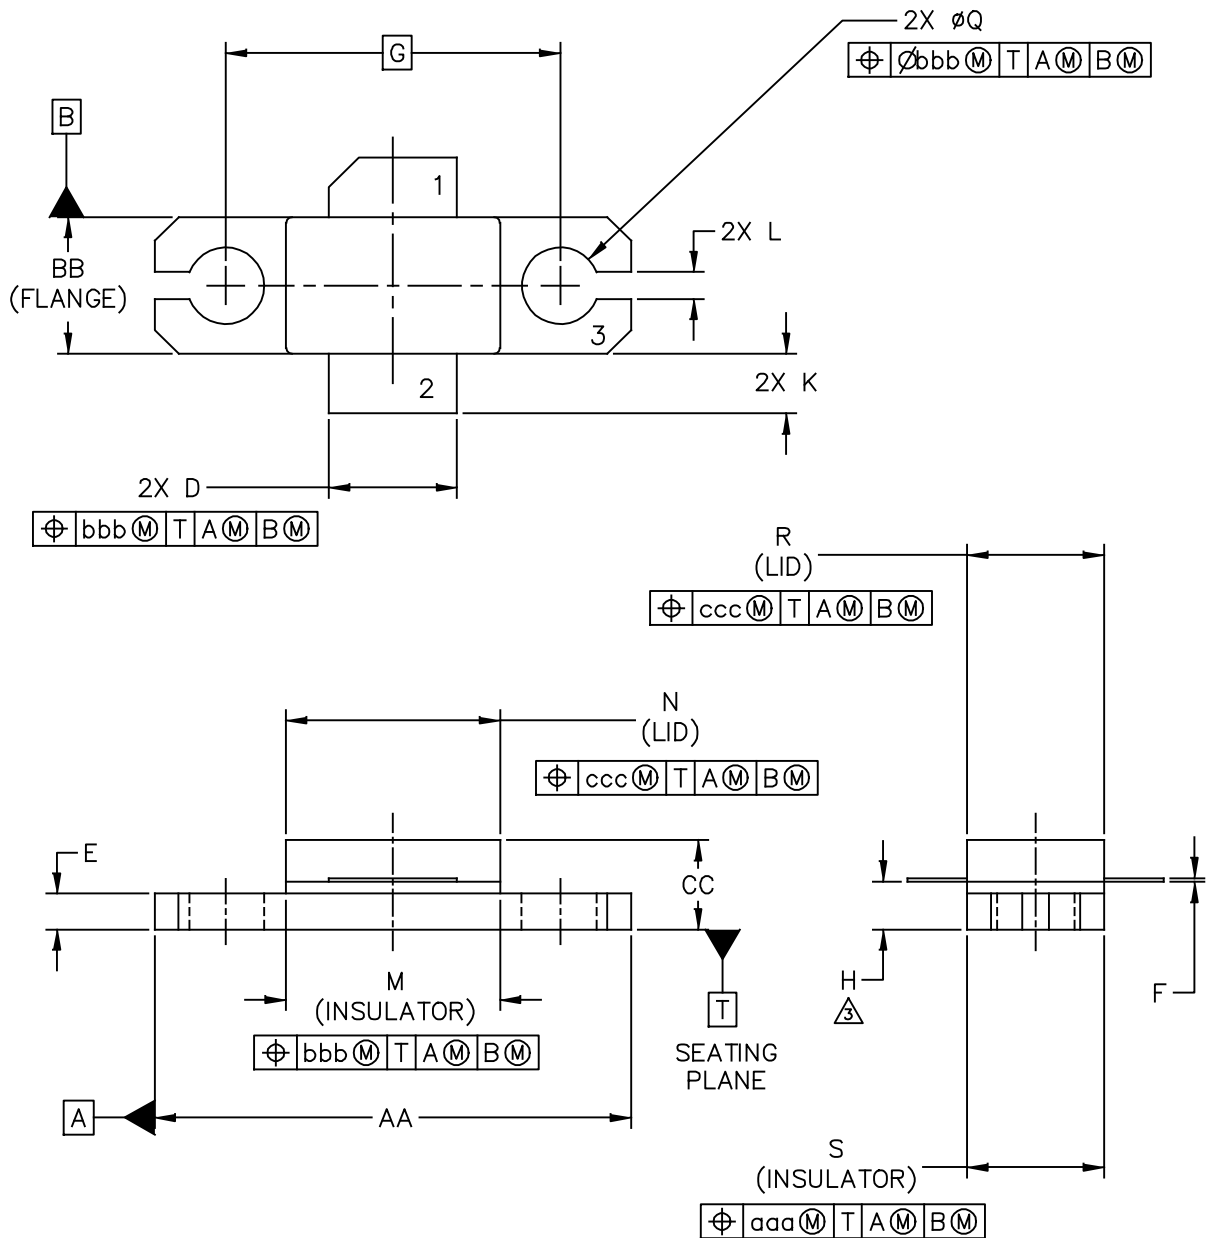 2X øQ
G
⌖ Øbbb Ⓜ T A Ⓜ B Ⓜ
B
1
2X L
BB
(FLANGE)
3
2X K
2
2X D
⌖ bbb Ⓜ T A Ⓜ B Ⓜ
R
(LID)
⌖ ccc Ⓜ T A Ⓜ B Ⓜ
N
(LID)
⌖ ccc Ⓜ T A Ⓜ B Ⓜ
E
CC
M
(INSULATOR)
⌖ bbb Ⓜ T A Ⓜ B Ⓜ
T
SEATING
PLANE
H
3
F
A
AA
S
(INSULATOR)
⌖ aaa Ⓜ T A Ⓜ B Ⓜ